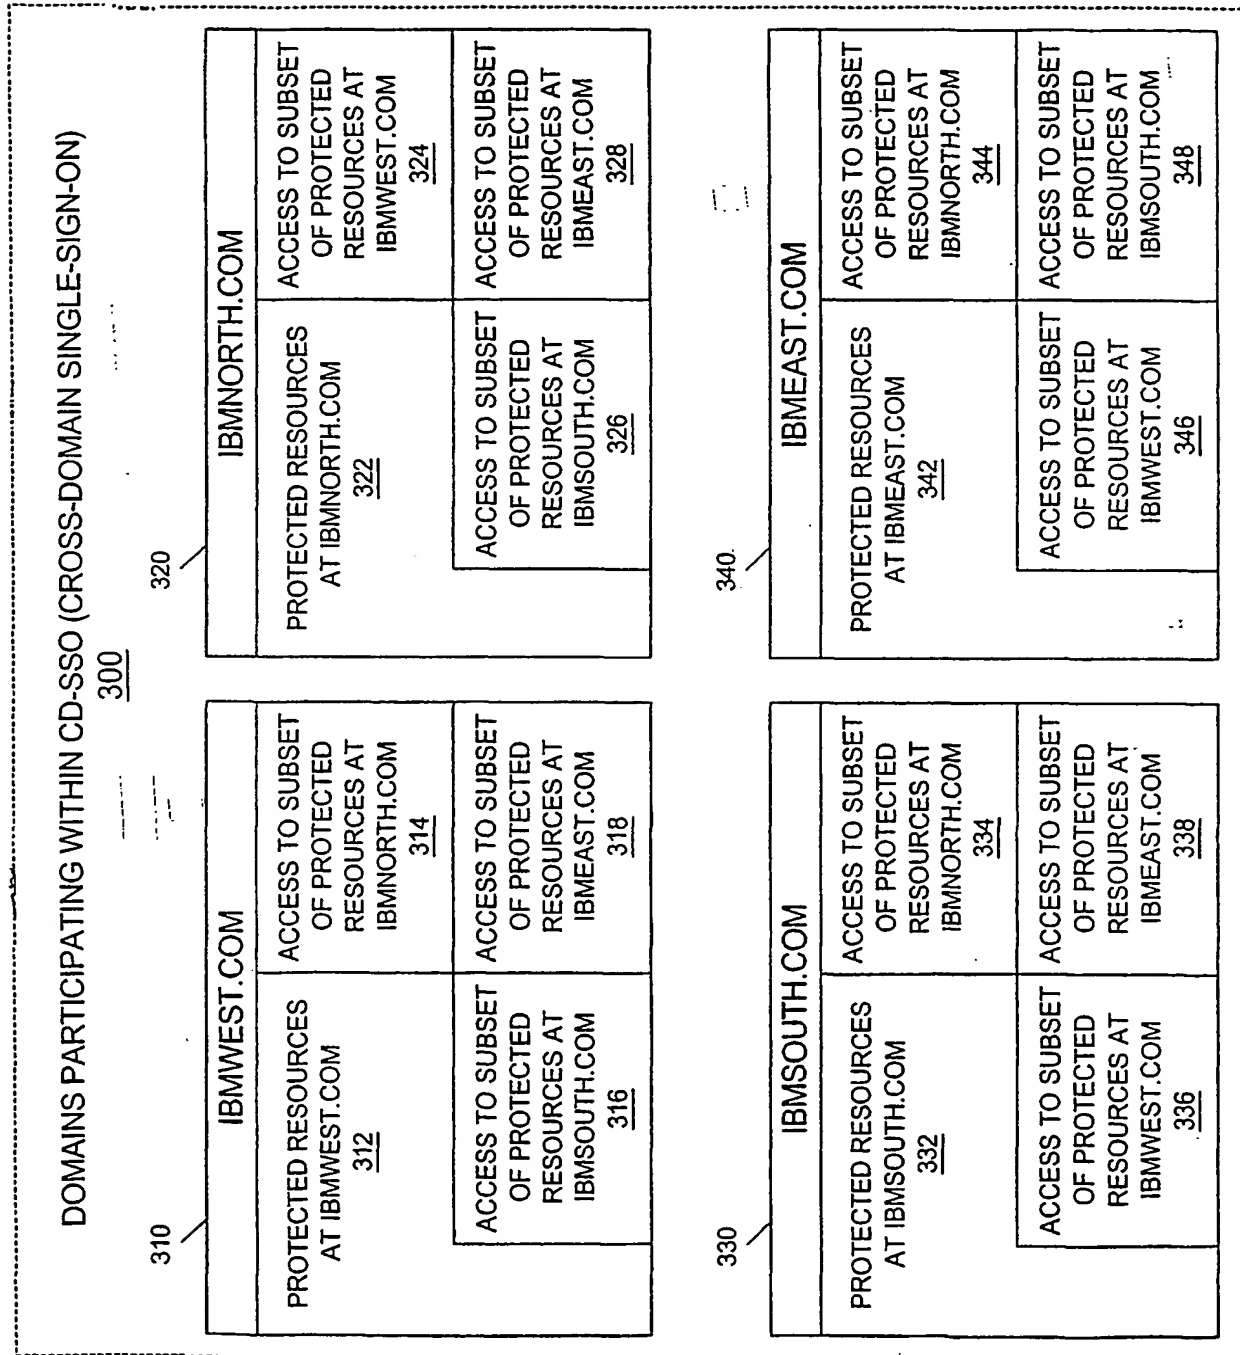 DOMAINS PARTICIPATING WITHIN CD-SSO (CROSS-DOMAIN SINGLE-SIGN-ON)
300
310
IBMWEST.COM
PROTECTED RESOURCES
AT IBMWEST.COM
312
ACCESS TO SUBSET
OF PROTECTED
RESOURCES AT
IBMNORTH.COM
314
ACCESS TO SUBSET
OF PROTECTED
RESOURCES AT
IBMSOUTH.COM
316
ACCESS TO SUBSET
OF PROTECTED
RESOURCES AT
IBMEAST.COM
318
320
IBMNORTH.COM
PROTECTED RESOURCES
AT IBMNORTH.COM
322
ACCESS TO SUBSET
OF PROTECTED
RESOURCES AT
IBMWEST.COM
324
ACCESS TO SUBSET
OF PROTECTED
RESOURCES AT
IBMSOUTH.COM
326
ACCESS TO SUBSET
OF PROTECTED
RESOURCES AT
IBMEAST.COM
328
330
IBMSOUTH.COM
PROTECTED RESOURCES
AT IBMSOUTH.COM
332
ACCESS TO SUBSET
OF PROTECTED
RESOURCES AT
IBMNORTH.COM
334
ACCESS TO SUBSET
OF PROTECTED
RESOURCES AT
IBMWEST.COM
336
ACCESS TO SUBSET
OF PROTECTED
RESOURCES AT
IBMEAST.COM
338
340
IBMEAST.COM
PROTECTED RESOURCES
AT IBMEAST.COM
342
ACCESS TO SUBSET
OF PROTECTED
RESOURCES AT
IBMNORTH.COM
344
ACCESS TO SUBSET
OF PROTECTED
RESOURCES AT
IBMWEST.COM
346
ACCESS TO SUBSET
OF PROTECTED
RESOURCES AT
IBMSOUTH.COM
348